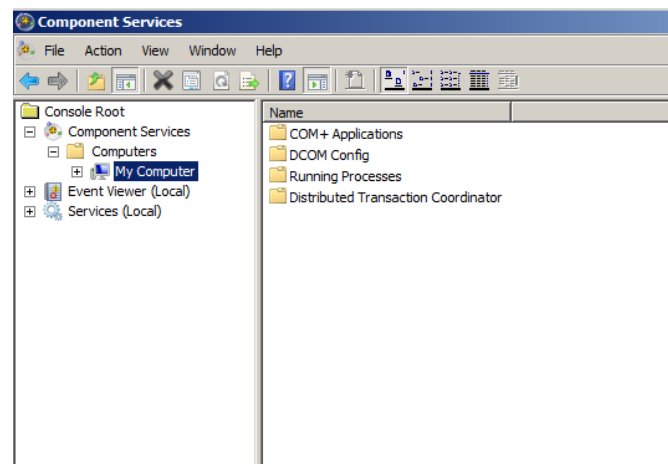 Component Services
File Action View Window Help
Console Root
Component Services
Computers
My Computer
Event Viewer (Local)
Services (Local)
Name
COM+ Applications
DCOM Config
Running Processes
Distributed Transaction Coordinator